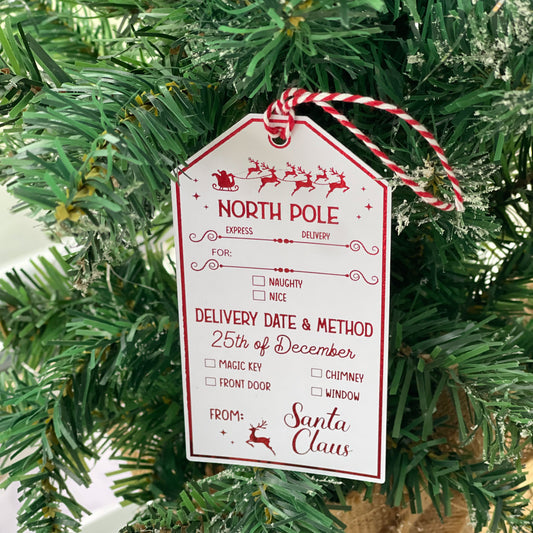 NORTH POLE
EXPRESS DELIVERY
FOR:
NAUGHTY
NICE
DELIVERY DATE & METHOD
25th of December
MAGIC KEY CHIMNEY
FRONT DOOR WINDOW
FROM: Santa
Claus